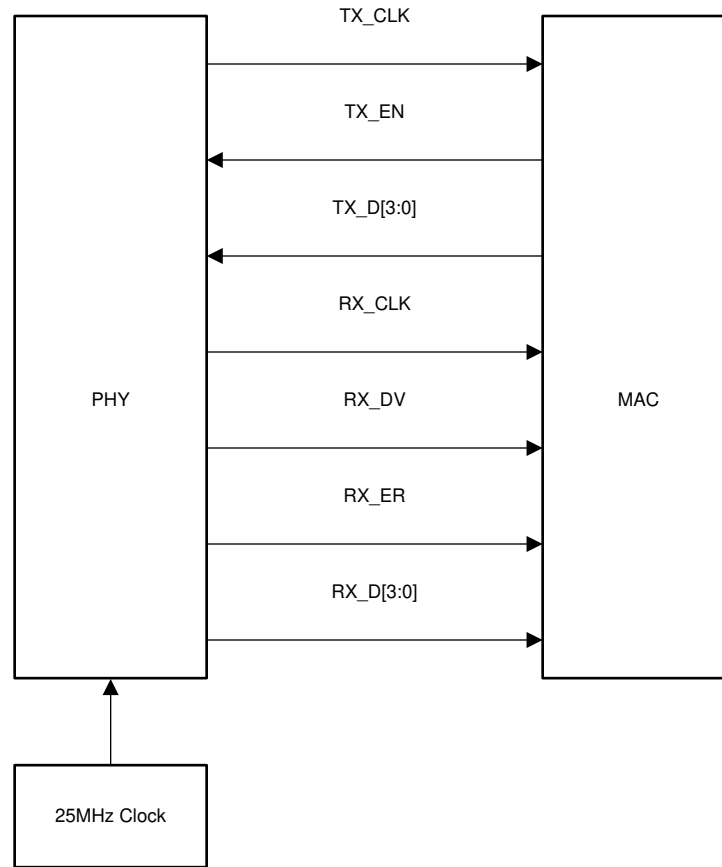 TX_CLK
TX_EN
TX_D[3:0]
RX_CLK
PHY
RX_DV
MAC
RX_ER
RX_D[3:0]
25MHz Clock